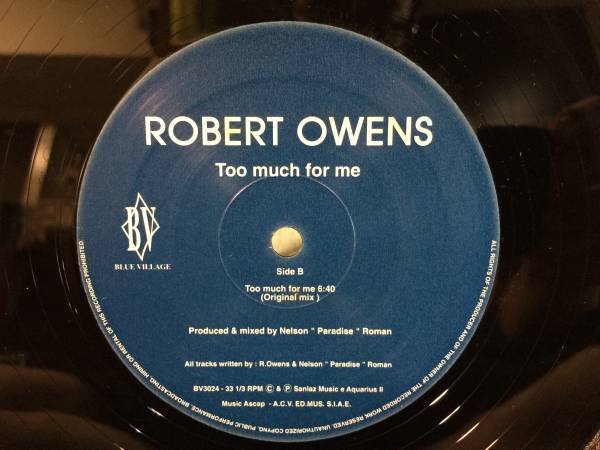 ROBERT OWENS
Too much for me
BV
BLUE VILLAGE
Side B
Too much for me 6:40
(Original mix )
Produced & mixed by Nelson " Paradise " Roman
All tracks written by : R.Owens & Nelson " Paradise " Roman
BV3024 - 33 1/3 RPM © & ℗ Sanlaz Music e Aquarius II
Music Ascap - A.C.V. ED.MUS. S.I.A.E.
ALL RIGHTS OF THE PRODUCER AND OF THE OWNER OF THE RECORDED WORK RESERVED. UNAUTHORIZED COPYNG, PUBLIC PERFORMANCE, BROADCASTING, HIRING OR RENTAL OF THIS RECORDING PROHIBITED.